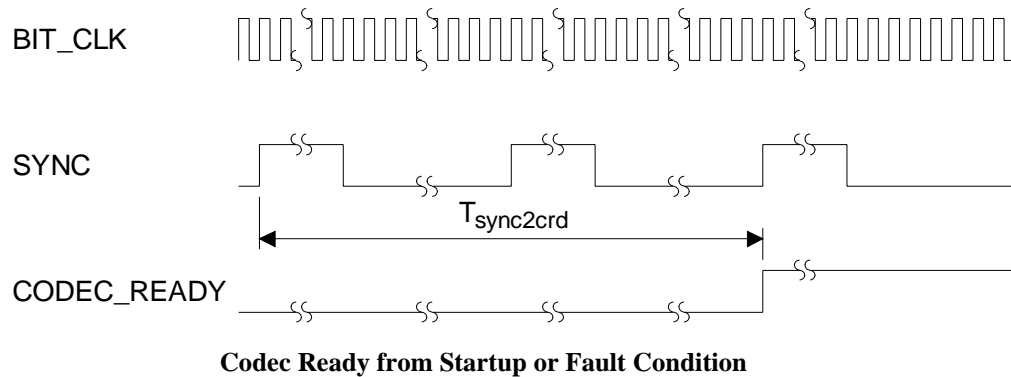 BIT_CLK
SYNC
Tsync2crd
CODEC_READY
Codec Ready from Startup or Fault Condition